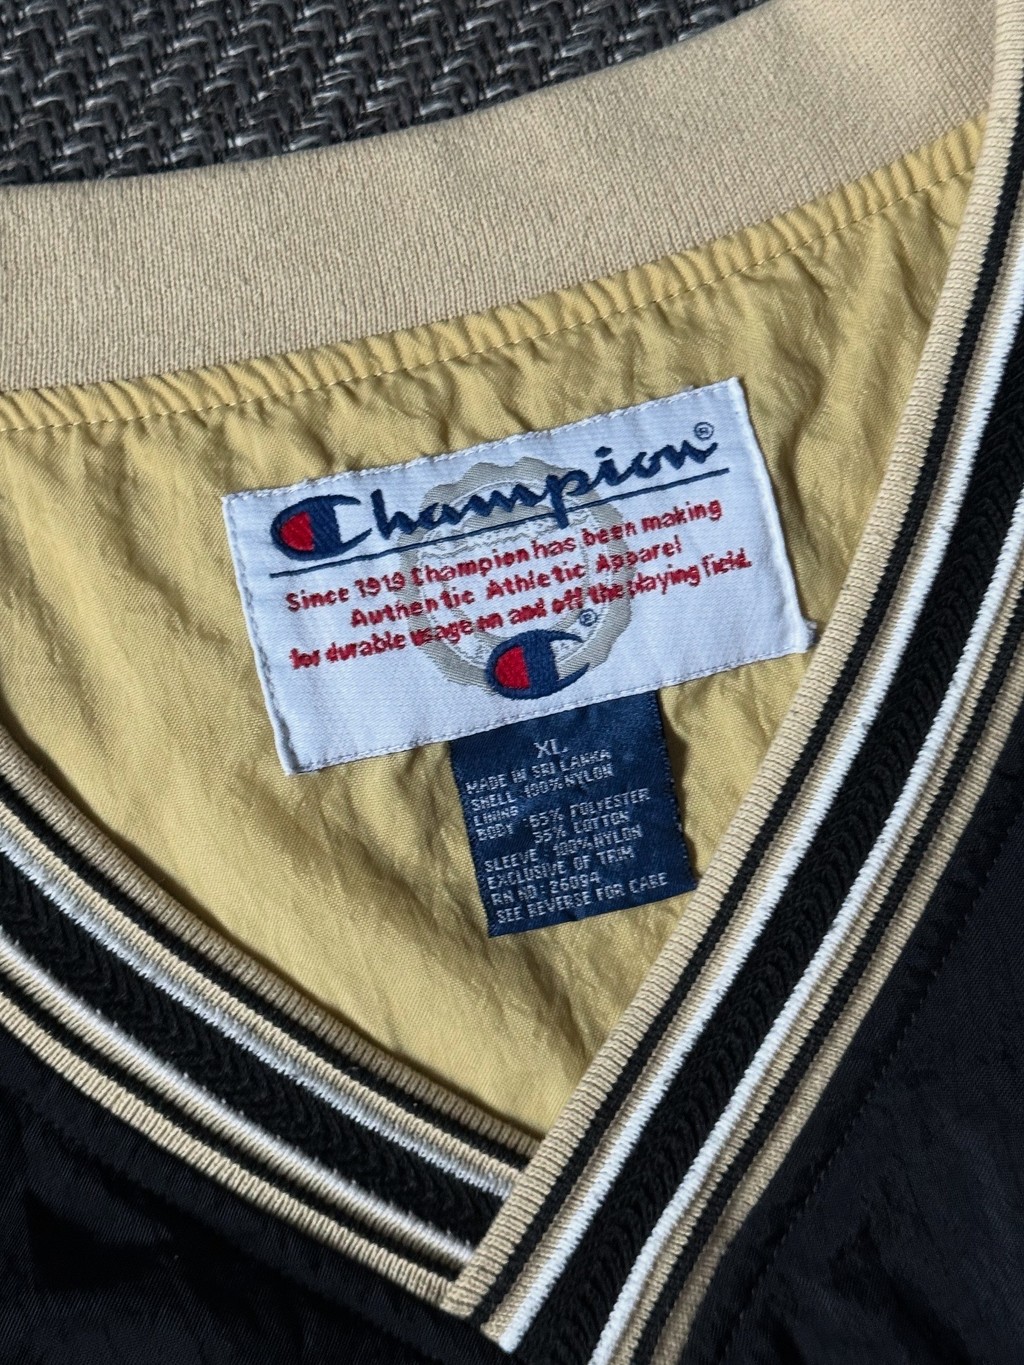 Champion®
Since 1919 Champion has been making
Authentic Athletic Apparel
for durable usage on and off the playing field.
®
XL
MADE IN SRI LANKA
SHELL : 100% NYLON
LINING :
BODY : 65% POLYESTER
35% COTTON
SLEEVE : 100% NYLON
EXCLUSIVE OF TRIM
RN NO : 26094
SEE REVERSE FOR CARE